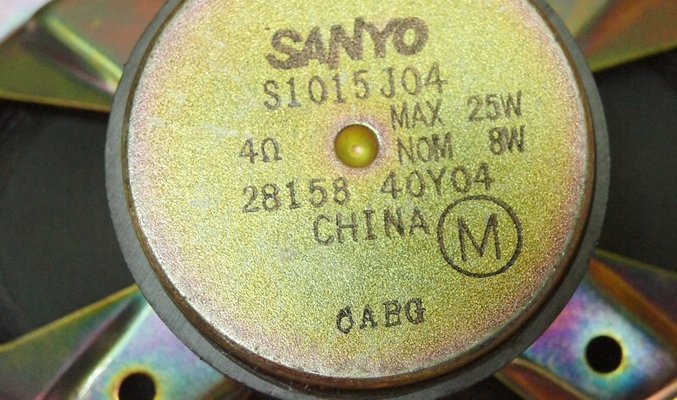 SANYO
S1015J04
MAX 25W
4Ω NOM 8W
28158 40Y04
CHINA M
6ABG